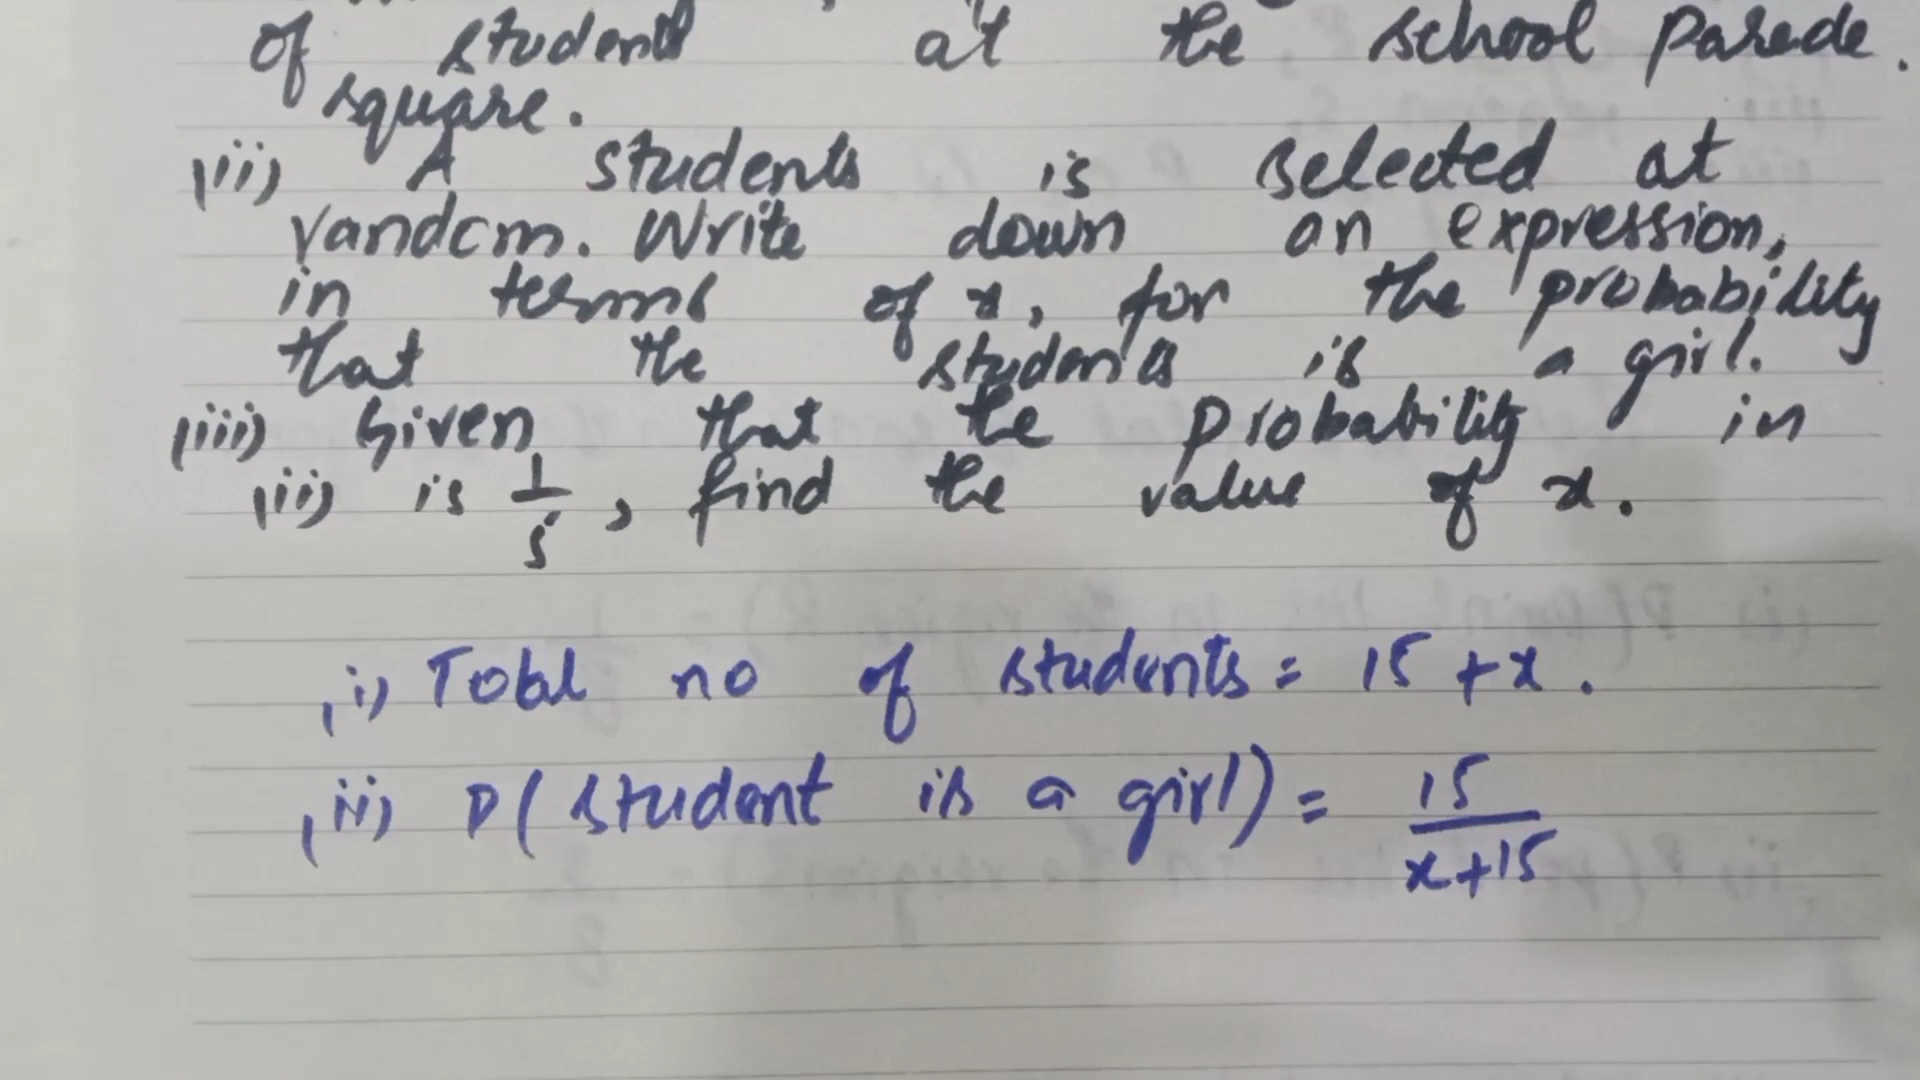 of students at the school Parade.
square.
(ii) A students is selected at
random. Write down an expression,
in terms of x, for the probability
that the students is a girl.
(iii) Given that the probability in
(ii) is 1/5, find the value of x.
(i) Total no of students = 15 + x.
(ii) P(student is a girl) = 15/x+15